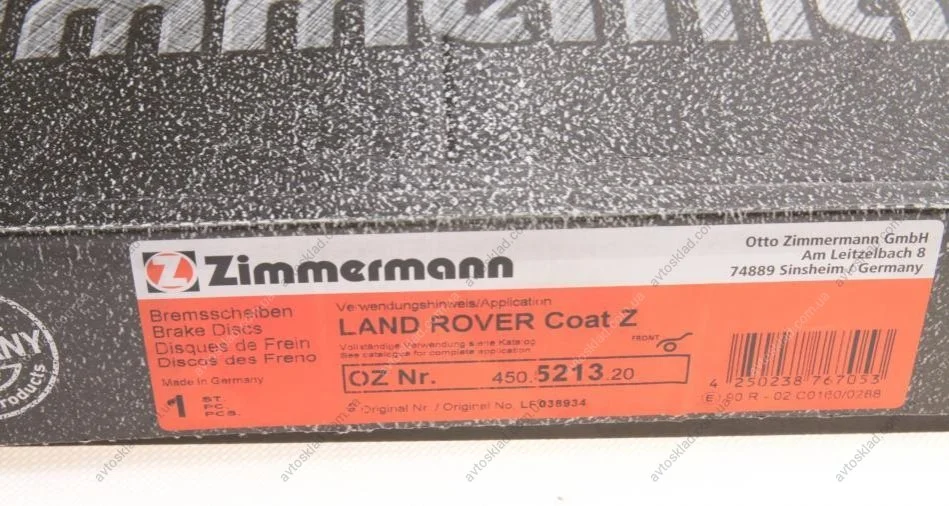 Zimmermann
Otto Zimmermann GmbH
Am Leitzelbach 8
74889 Sinsheim / Germany
Bremsscheiben
Brake Discs
Disques de Frein
Discos des Freno
Made in Germany
1 ST.
PC.
PCS.
Verwendungshinweis/Application
LAND ROVER Coat Z
Vollständige Verwendung siehe Katalog
See catalogue for complete application
FRONT
OZ Nr. 450.5213.20
Original Nr. / Original No. LR038934
4 250238 767053
E1 90 R - 02 C0160/0288
ANY
Products
avtosklad.com.ua